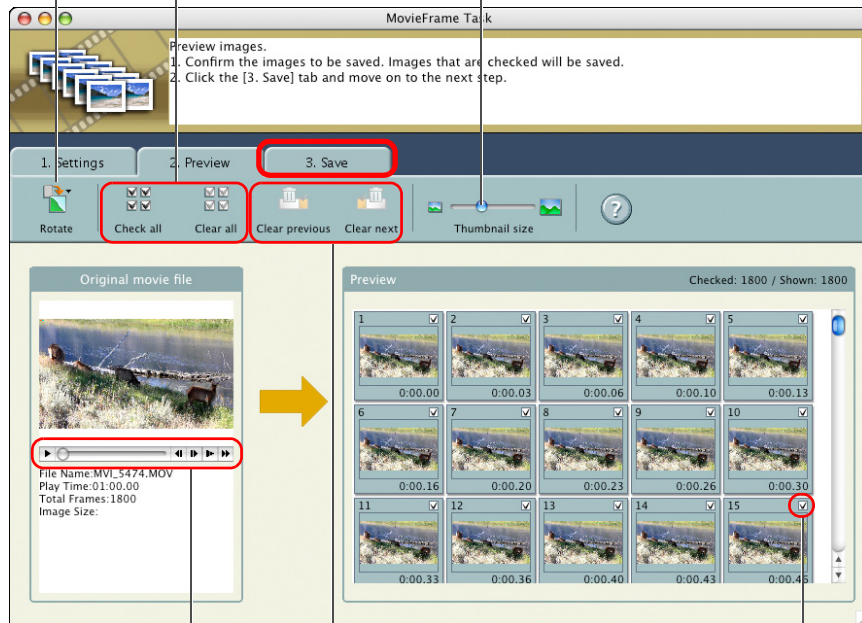 MovieFrame Task
Preview images.
1. Confirm the images to be saved. Images that are checked will be saved.
2. Click the [3. Save] tab and move on to the next step.
1. Settings
2. Preview
3. Save
Rotate
Check all
Clear all
Clear previous
Clear next
Thumbnail size
?
Original movie file
File Name:MVI_5474.MOV
Play Time:01:00.00
Total Frames:1800
Image Size:
Preview
Checked: 1800 / Shown: 1800
1 2 3 4 5
0:00.00 0:00.03 0:00.06 0:00.10 0:00.13
6 7 8 9 10
0:00.16 0:00.20 0:00.23 0:00.26 0:00.30
11 12 13 14 15
0:00.33 0:00.36 0:00.40 0:00.43 0:00.46